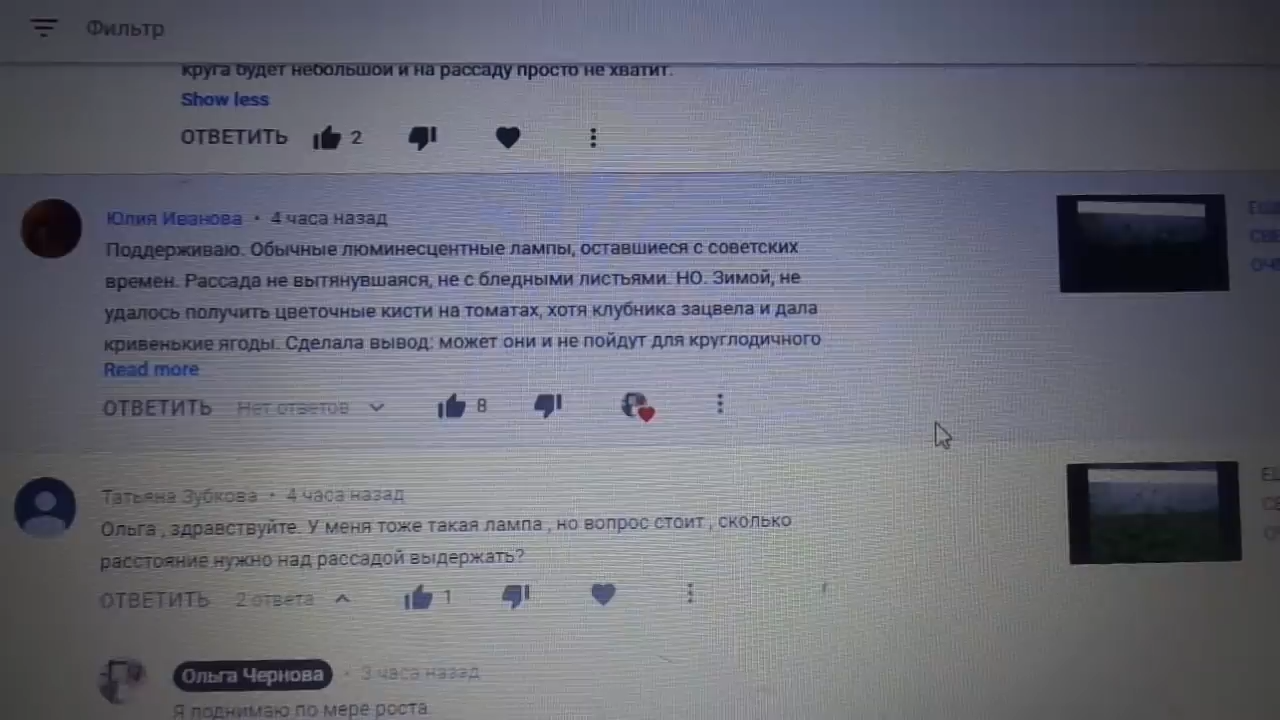 Фильтр
круга будет небольшой и на рассаду просто не хватит.
Show less
ОТВЕТИТЬ 2
Юлия Иванова • 4 часа назад
Поддерживаю. Обычные люминесцентные лампы, оставшиеся с советских
времен. Рассада не вытянувшаяся, не с бледными листьями. НО. Зимой, не
удалось получить цветочные кисти на томатах, хотя клубника зацвела и дала
кривенькие ягоды. Сделала вывод: может они и не пойдут для круглодичного
Read more
ОТВЕТИТЬ Нет ответов 8
Татьяна Зубкова • 4 часа назад
Ольга , здравствуйте. У меня тоже такая лампа , но вопрос стоит , сколько
расстояние нужно над рассадой выдержать?
ОТВЕТИТЬ 2 ответа 1
Ольга Чернова • 3 часа назад
Я поднимаю по мере роста.